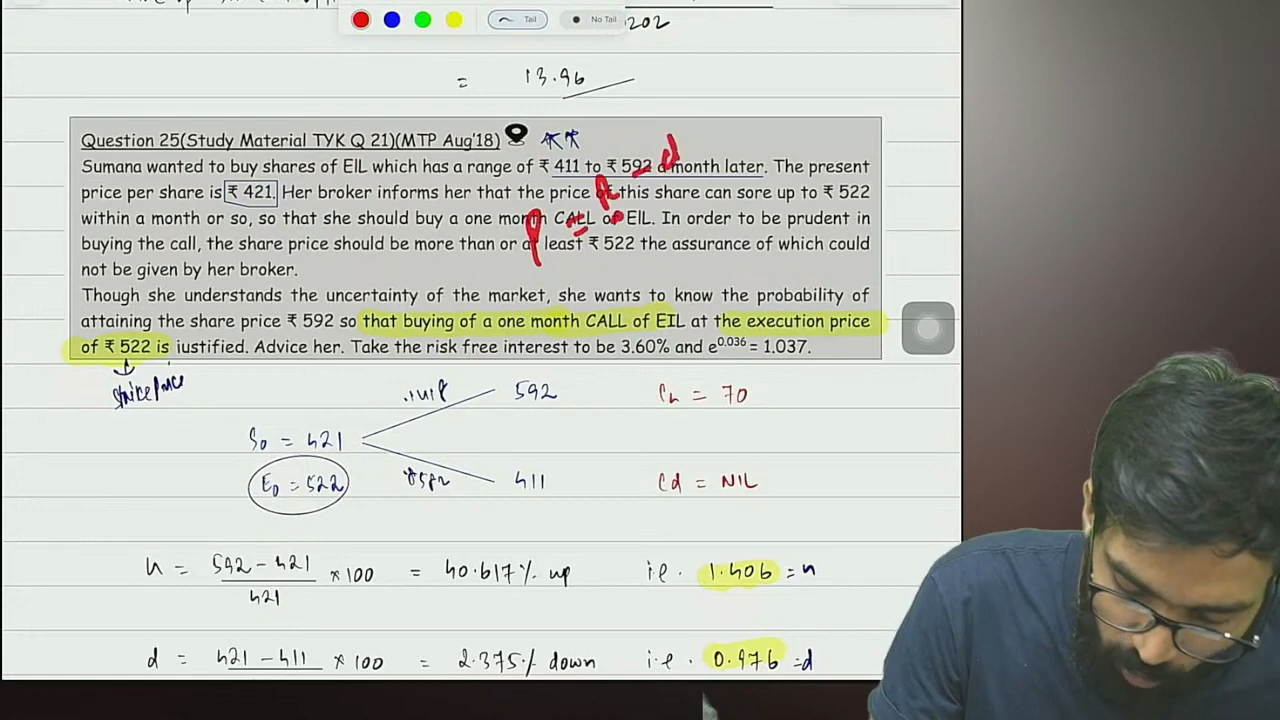 Tail
No Tail
202
= 13.96
Question 25(Study Material TYK Q 21)(MTP Aug'18)
Sumana wanted to buy shares of EIL which has a range of ₹ 411 to ₹ 592 a month later. The present
price per share is ₹ 421. Her broker informs her that the price of this share can sore up to ₹ 522
within a month or so, so that she should buy a one month CALL of EIL. In order to be prudent in
buying the call, the share price should be more than or at least ₹ 522 the assurance of which could
not be given by her broker.
Though she understands the uncertainty of the market, she wants to know the probability of
attaining the share price ₹ 592 so that buying of a one month CALL of EIL at the execution price
of ₹ 522 is justified. Advice her. Take the risk free interest to be 3.60% and e^0.036 = 1.037.
P = R - d
strike price
592 Cu = 70
S0 = 421
E0 = 522 411 Cd = NIL
u = 592 - 421 / 421 * 100 = 40.617% up i.e. 1.406 = u
d = 421 - 411 * 100 = 2.375% down i.e. 0.976 = d